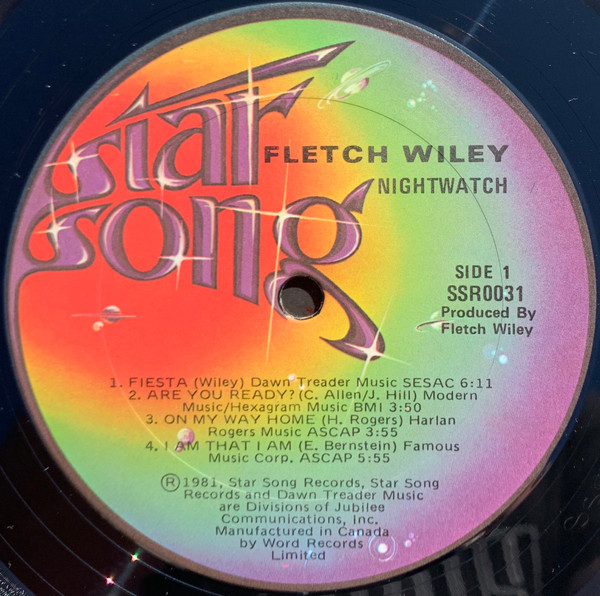 star
song
FLETCH WILEY
NIGHTWATCH
SIDE 1
SSR0031
Produced By
Fletch Wiley
1. FIESTA (Wiley) Dawn Treader Music SESAC 6:11
2. ARE YOU READY? (C. Allen/J. Hill) Modern
Music/Hexagram Music BMI 3:50
3. ON MY WAY HOME (H. Rogers) Harlan
Rogers Music ASCAP 3:55
4. I AM THAT I AM (E. Bernstein) Famous
Music Corp. ASCAP 5:55
Ⓡ1981, Star Song Records, Star Song
Records and Dawn Treader Music
are Divisions of Jubilee
Communications, Inc.
Manufactured in Canada
by Word Records
Limited